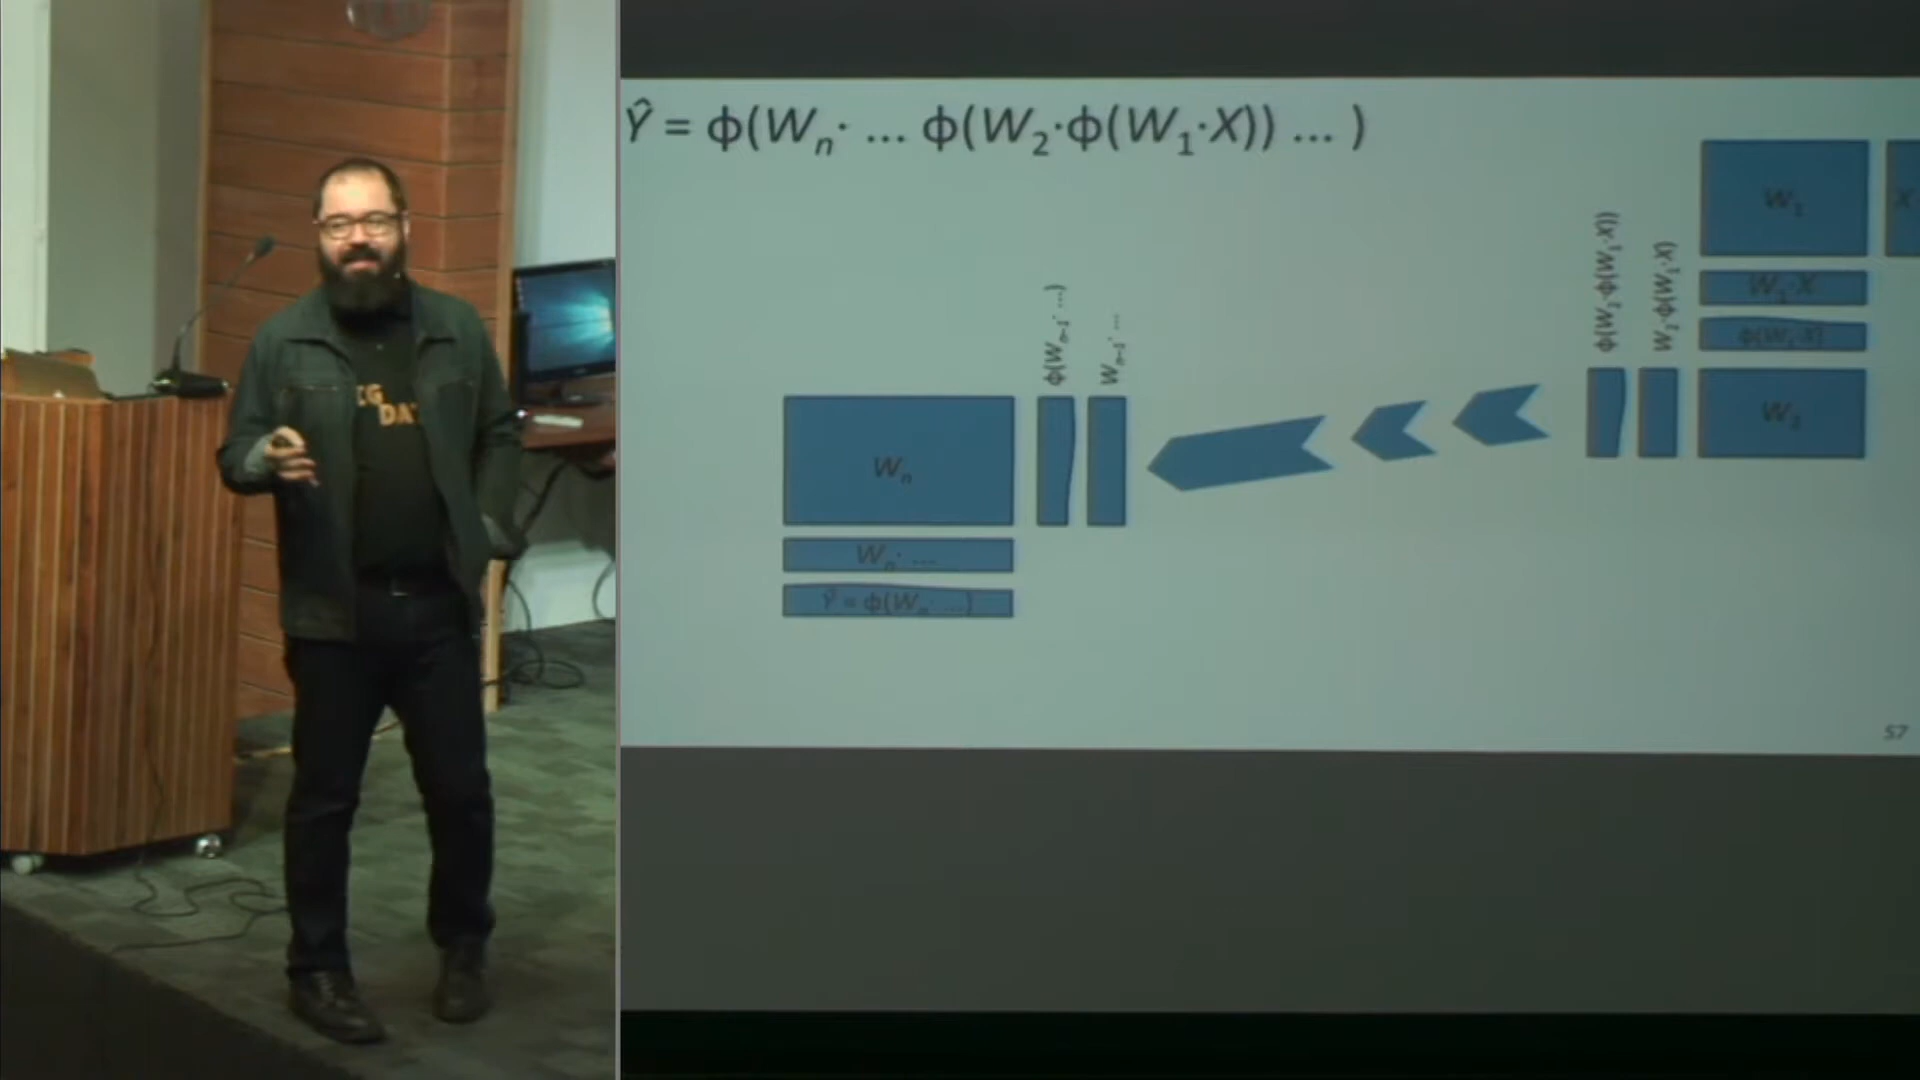 Ŷ = ϕ(Wₙ· ... ϕ(W₂·ϕ(W₁·X)) ... )
W₁
X
W₁·X
ϕ(W₁·X)
W₂
W₂·ϕ(W₁·X)
ϕ(W₂·ϕ(W₁·X))
Wₙ₋₁· ...
ϕ(Wₙ₋₁· ...)
Wₙ
Wₙ· ...
Ŷ = ϕ(Wₙ· ...)
57
DA